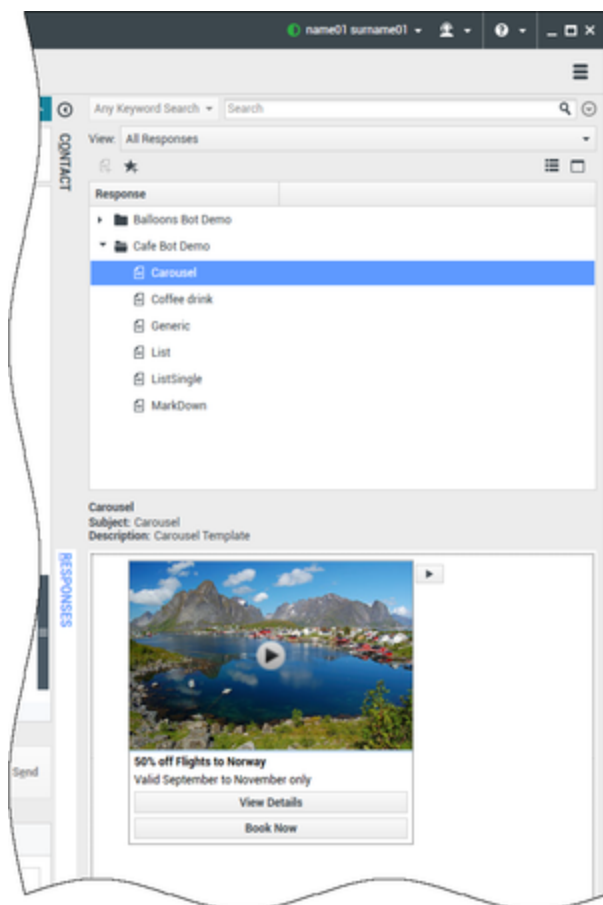 name01 surname01
Any Keyword Search Search
CONTACT
View: All Responses
Response
Balloons Bot Demo
Cafe Bot Demo
Carousel
Coffee drink
Generic
List
ListSingle
MarkDown
Carousel
Subject: Carousel
Description: Carousel Template
RESPONSES
50% off Flights to Norway
Valid September to November only
Send
View Details
Book Now